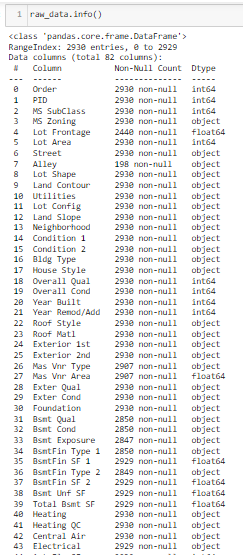 1 raw_data.info()
<class 'pandas.core.frame.DataFrame'>
RangeIndex: 2930 entries, 0 to 2929
Data columns (total 82 columns):
# Column Non-Null Count Dtype
--- ------ -------------- -----
0 Order 2930 non-null int64
1 PID 2930 non-null int64
2 MS SubClass 2930 non-null int64
3 MS Zoning 2930 non-null object
4 Lot Frontage 2440 non-null float64
5 Lot Area 2930 non-null int64
6 Street 2930 non-null object
7 Alley 198 non-null object
8 Lot Shape 2930 non-null object
9 Land Contour 2930 non-null object
10 Utilities 2930 non-null object
11 Lot Config 2930 non-null object
12 Land Slope 2930 non-null object
13 Neighborhood 2930 non-null object
14 Condition 1 2930 non-null object
15 Condition 2 2930 non-null object
16 Bldg Type 2930 non-null object
17 House Style 2930 non-null object
18 Overall Qual 2930 non-null int64
19 Overall Cond 2930 non-null int64
20 Year Built 2930 non-null int64
21 Year Remod/Add 2930 non-null int64
22 Roof Style 2930 non-null object
23 Roof Matl 2930 non-null object
24 Exterior 1st 2930 non-null object
25 Exterior 2nd 2930 non-null object
26 Mas Vnr Type 2907 non-null object
27 Mas Vnr Area 2907 non-null float64
28 Exter Qual 2930 non-null object
29 Exter Cond 2930 non-null object
30 Foundation 2930 non-null object
31 Bsmt Qual 2850 non-null object
32 Bsmt Cond 2850 non-null object
33 Bsmt Exposure 2847 non-null object
34 BsmtFin Type 1 2850 non-null object
35 BsmtFin SF 1 2929 non-null float64
36 BsmtFin Type 2 2849 non-null object
37 BsmtFin SF 2 2929 non-null float64
38 Bsmt Unf SF 2929 non-null float64
39 Total Bsmt SF 2929 non-null float64
40 Heating 2930 non-null object
41 Heating QC 2930 non-null object
42 Central Air 2930 non-null object
43 Electrical 2929 non-null object